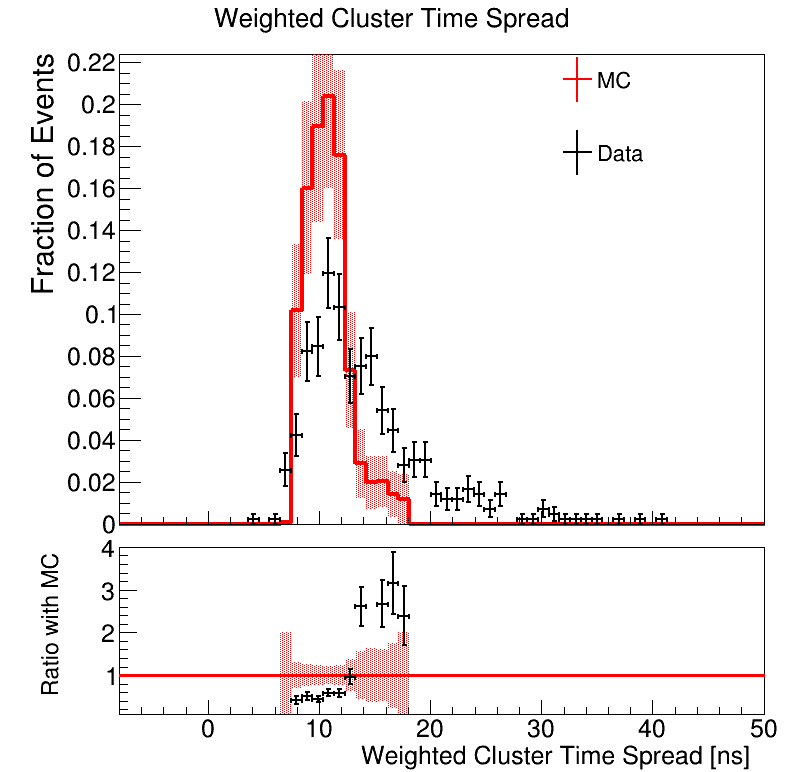 Weighted Cluster Time Spread
Fraction of Events
0.22
0.2
0.18
0.16
0.14
0.12
0.1
0.08
0.06
0.04
0.02
0
MC
Data
Ratio with MC
4
3
2
1
0 10 20 30 40 50
Weighted Cluster Time Spread [ns]